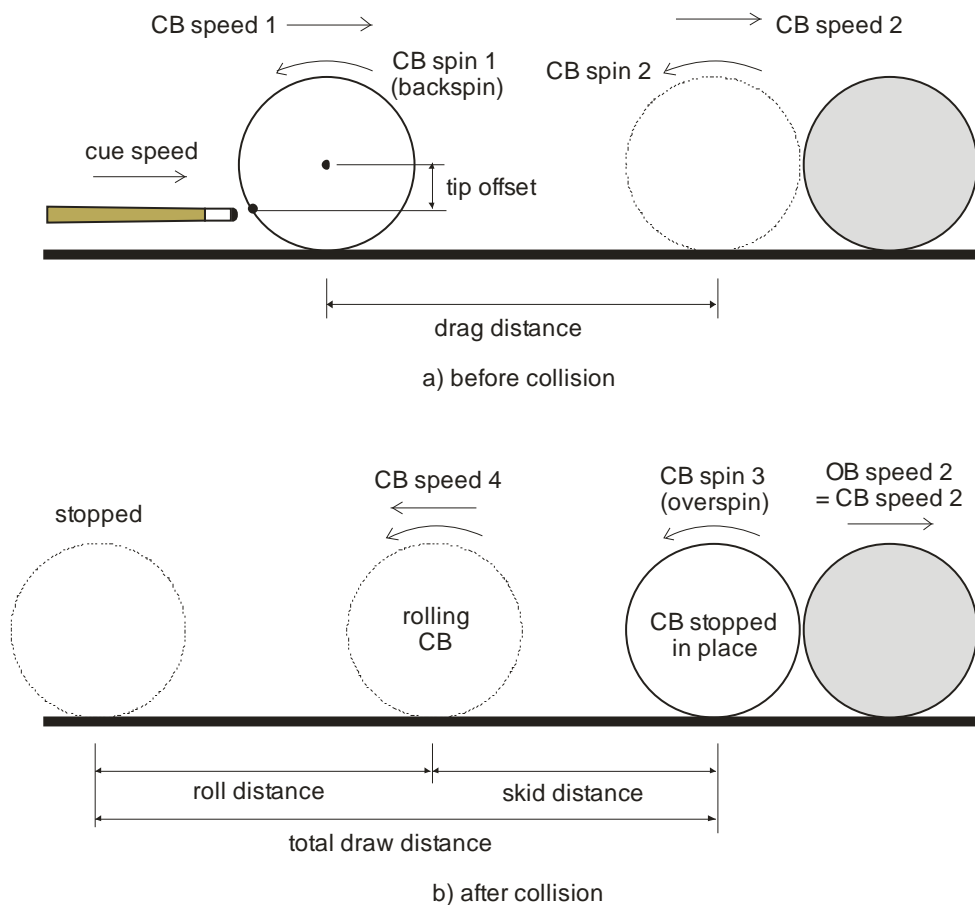 CB speed 1
CB speed 2
CB spin 1
(backspin)
CB spin 2
cue speed
tip offset
drag distance
a) before collision
CB speed 4
CB spin 3
(overspin)
OB speed 2
= CB speed 2
stopped
rolling
CB
CB stopped
in place
roll distance
skid distance
total draw distance
b) after collision